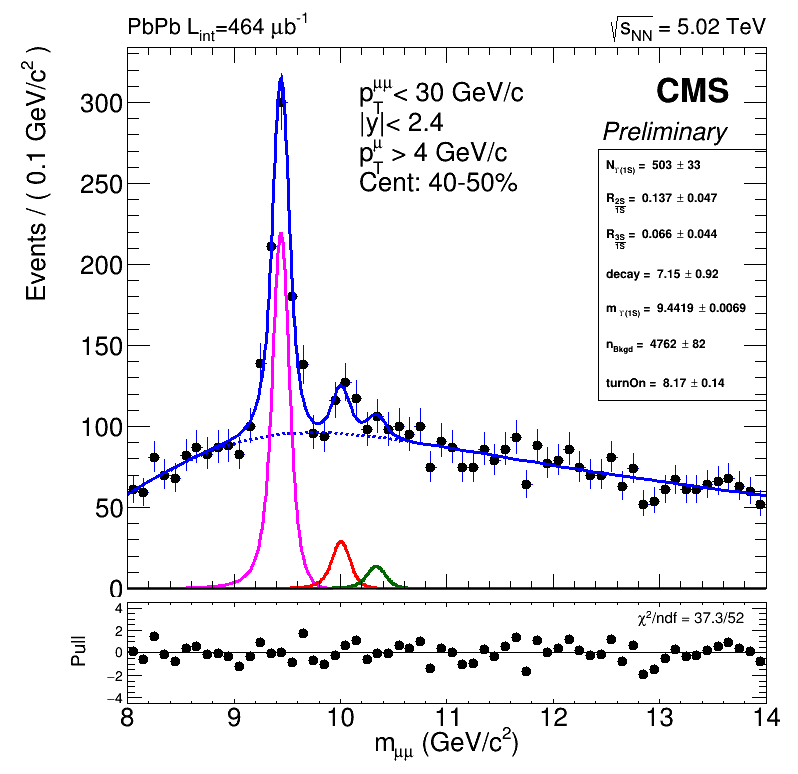 PbPb L_int=464 μb⁻¹ √s_NN = 5.02 TeV
CMS
Preliminary
p_T^μμ < 30 GeV/c
|y|< 2.4
p_T^μ > 4 GeV/c
Cent: 40-50%
N_ϒ(1S) = 503 ± 33
R_2S/1S = 0.137 ± 0.047
R_3S/1S = 0.066 ± 0.044
decay = 7.15 ± 0.92
m_ϒ(1S) = 9.4419 ± 0.0069
n_Bkgd = 4762 ± 82
turnOn = 8.17 ± 0.14
Events / ( 0.1 GeV/c²)
300
250
200
150
100
50
0
χ²/ndf = 37.3/52
Pull
4
2
0
−2
−4
8 9 10 11 12 13 14
m_μμ (GeV/c²)